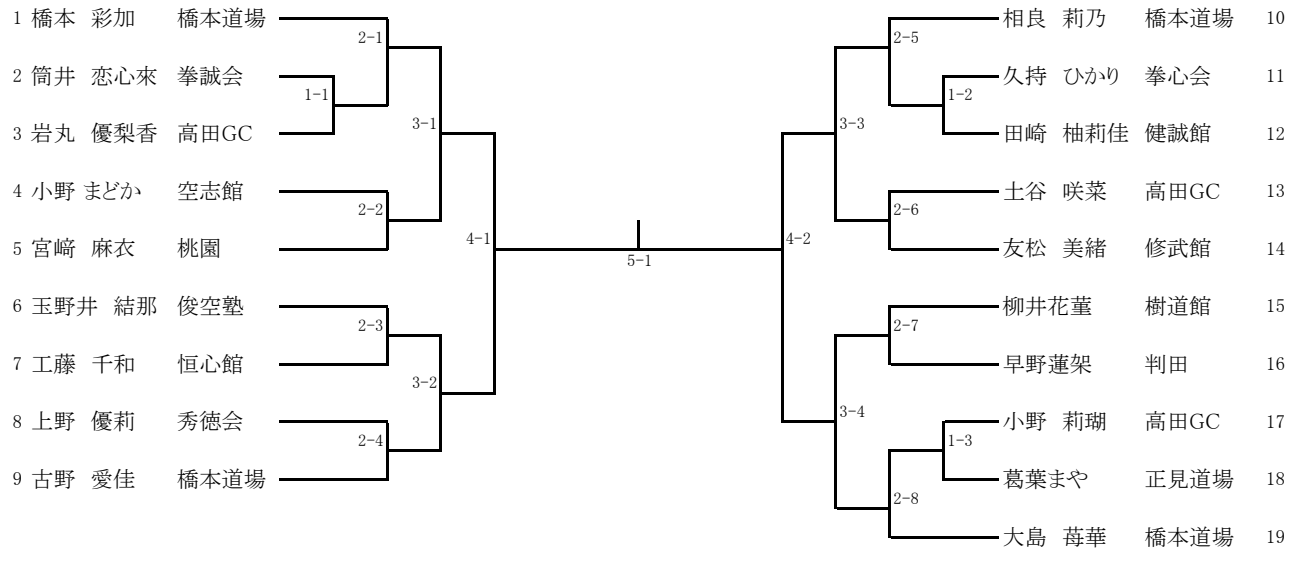 1 橋本 彩加 橋本道場
2 筒井 恋心來 拳誠会
3 岩丸 優梨香 高田GC
4 小野 まどか 空志館
5 宮﨑 麻衣 桃園
6 玉野井 結那 俊空塾
7 工藤 千和 恒心館
8 上野 優莉 秀徳会
9 古野 愛佳 橋本道場
2-1
1-1
3-1
2-2
4-1
2-3
3-2
2-4
5-1
相良 莉乃 橋本道場 10
久持 ひかり 拳心会 11
田崎 柚莉佳 健誠館 12
土谷 咲菜 高田GC 13
友松 美緒 修武館 14
柳井花菫 樹道館 15
早野蓮架 判田 16
小野 莉瑚 高田GC 17
葛葉まや 正見道場 18
大島 苺華 橋本道場 19
2-5
1-2
3-3
2-6
4-2
2-7
3-4
1-3
2-8